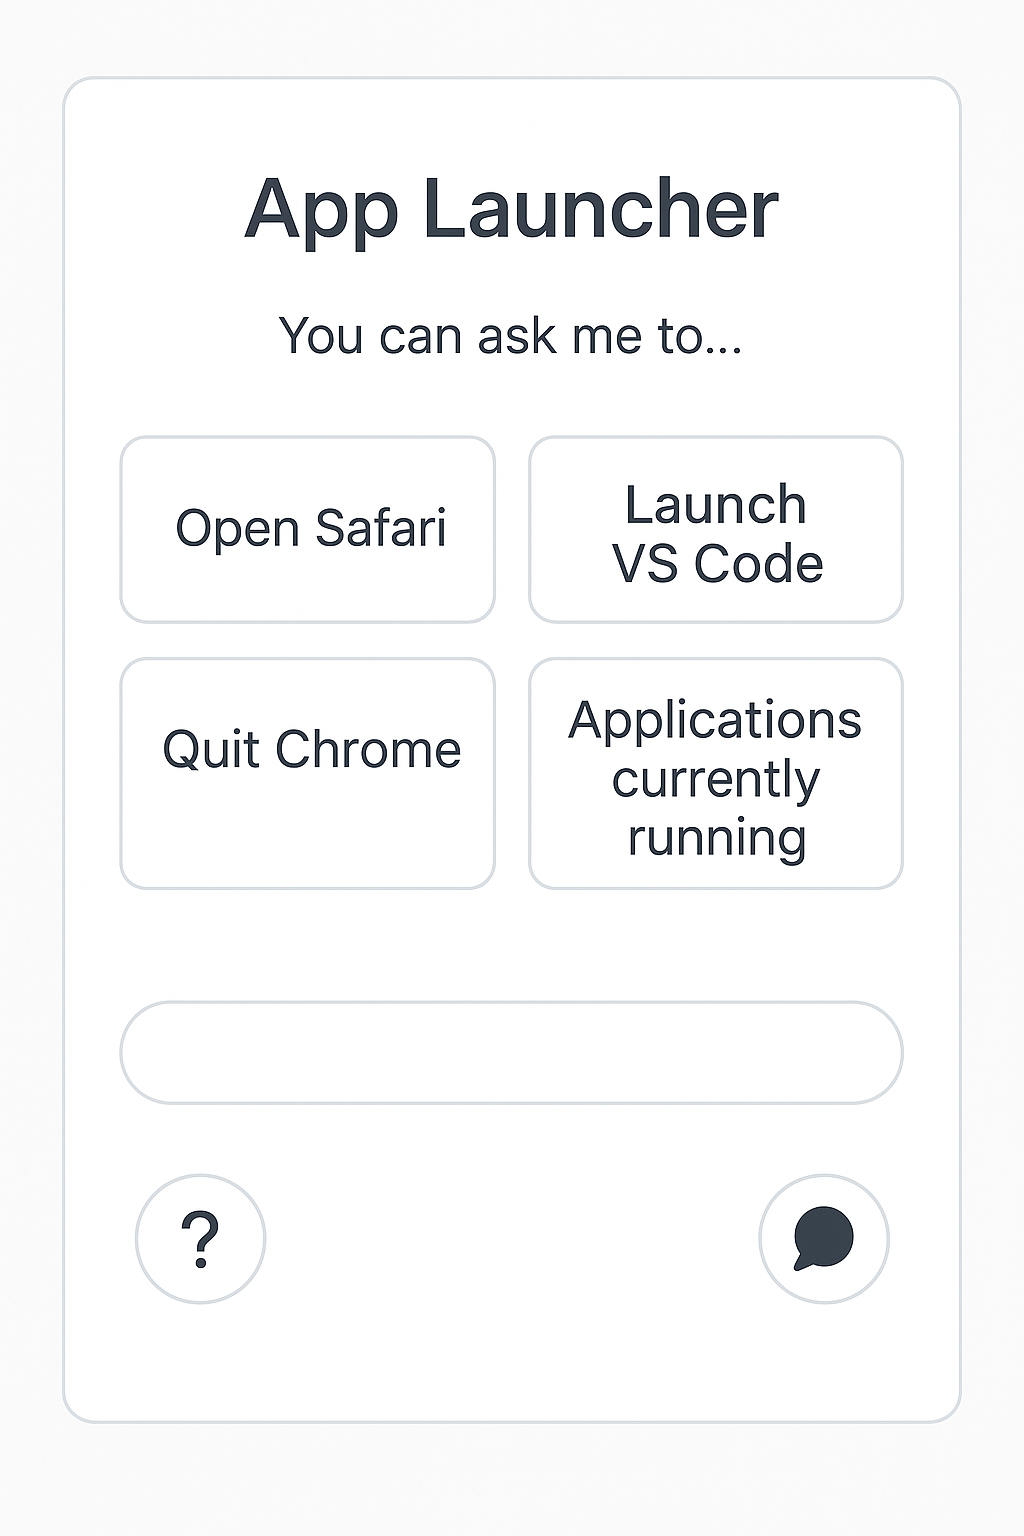 App Launcher
You can ask me to...
Open Safari
Launch
VS Code
Quit Chrome
Applications
currently
running
?